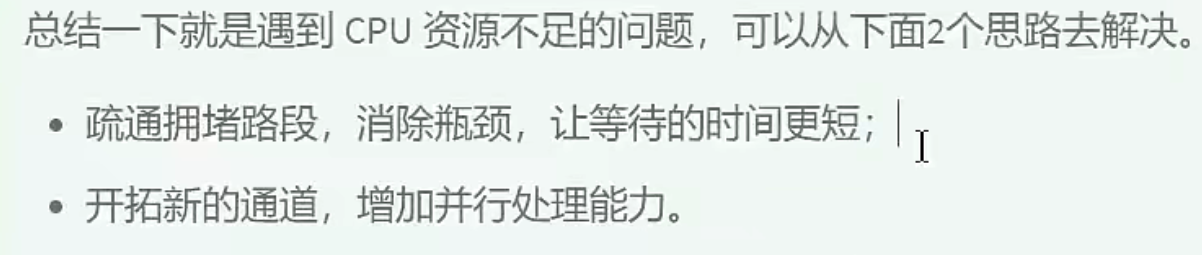 总结一下就是遇到 CPU 资源不足的问题，可以从下面2个思路去解决。
• 疏通拥堵路段，消除瓶颈，让等待的时间更短；
• 开拓新的通道，增加并行处理能力。